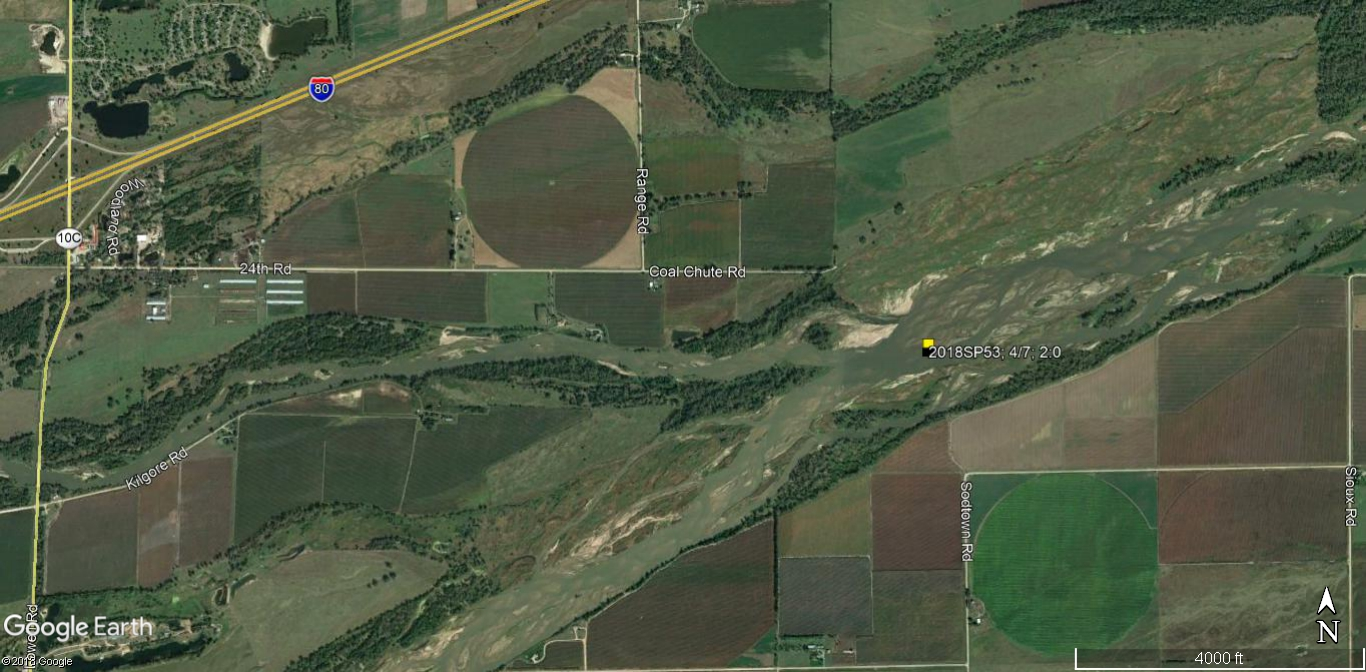 80
Woodland Rd
10C
Range Rd
24th Rd
Coal Chute Rd
2018SP53; 4/7; 2.0
Kilgore Rd
Sodtown Rd
Sioux Rd
Google Earth
© 2018 Google
N
4000 ft